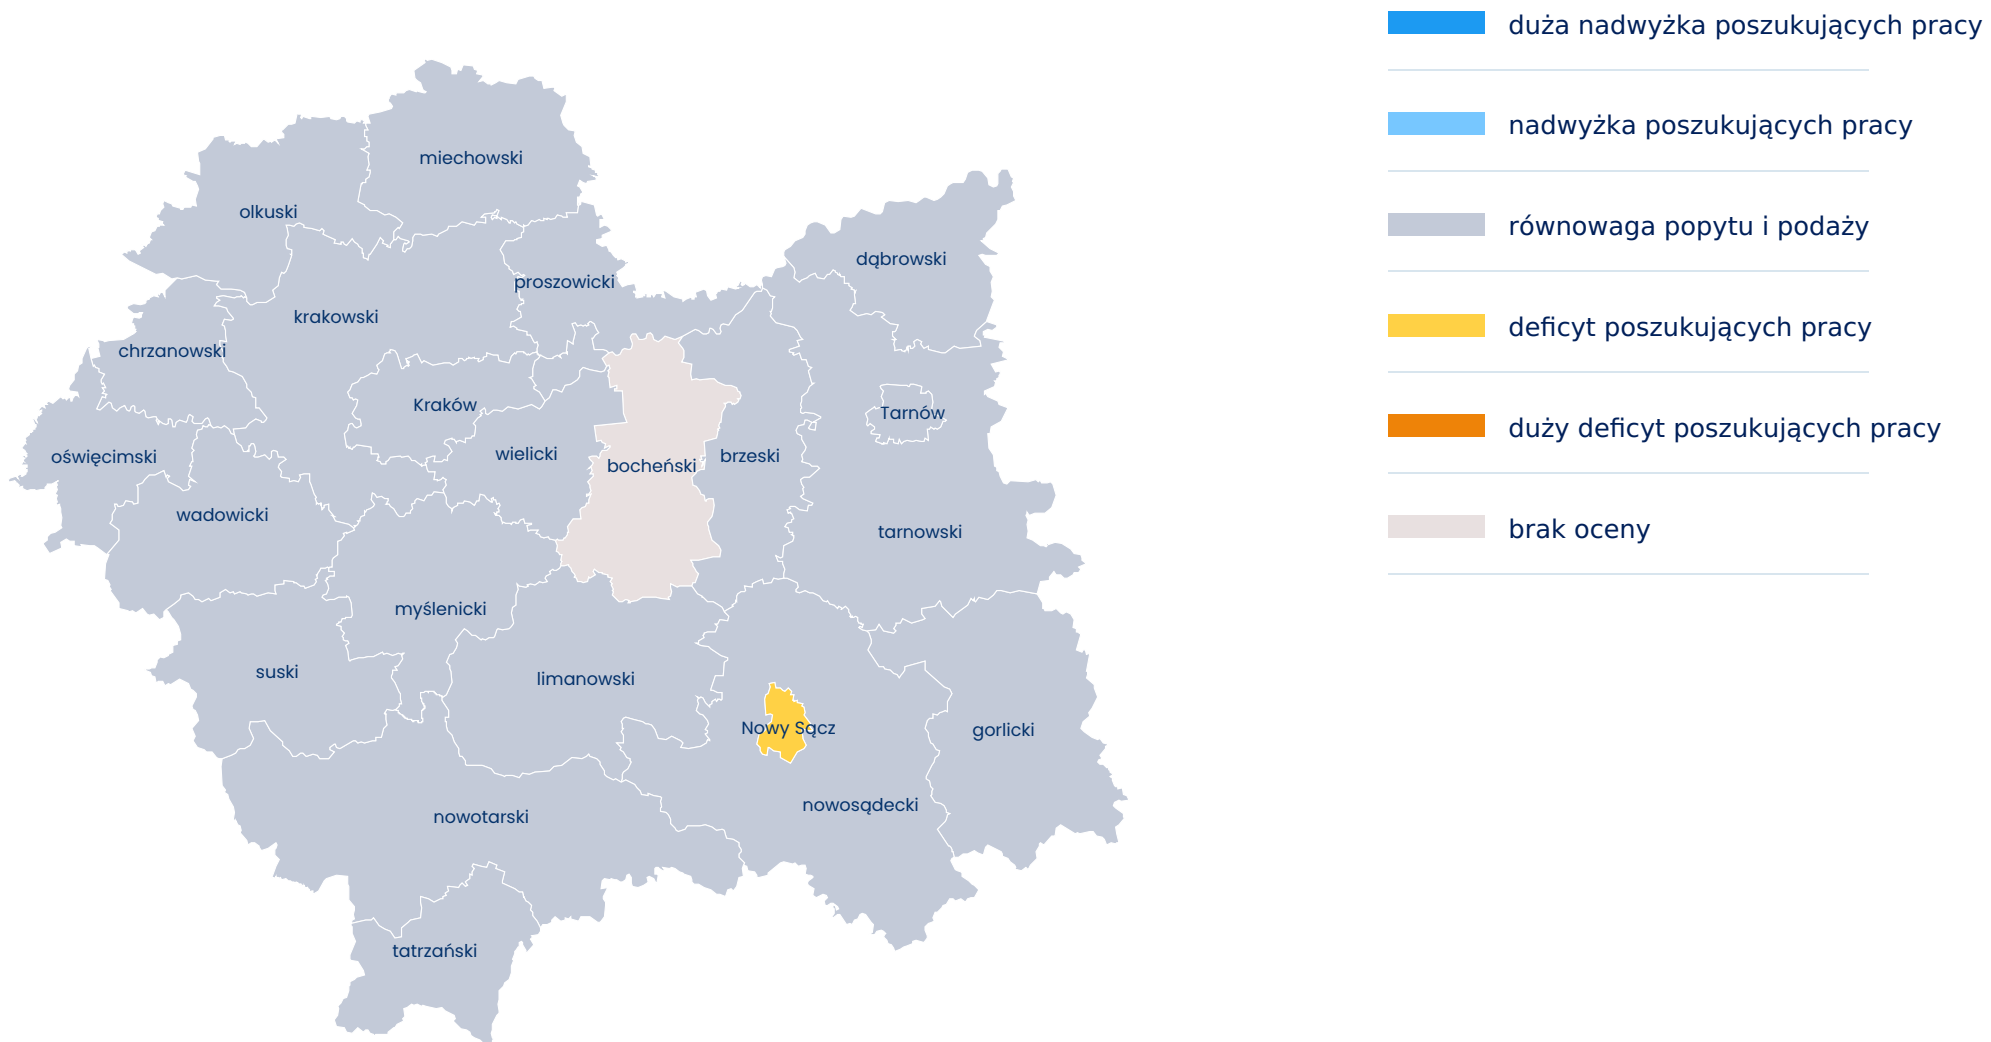 duża nadwyżka poszukujących pracy
nadwyżka poszukujących pracy
równowaga popytu i podaży
deficyt poszukujących pracy
duży deficyt poszukujących pracy
brak oceny
miechowski
olkuski
dąbrowski
proszowicki
krakowski
chrzanowski
Kraków
Tarnów
oświęcimski
wielicki
bocheński
brzeski
wadowicki
tarnowski
myślenicki
suski
limanowski
Nowy Sącz
gorlicki
nowosądecki
nowotarski
tatrzański